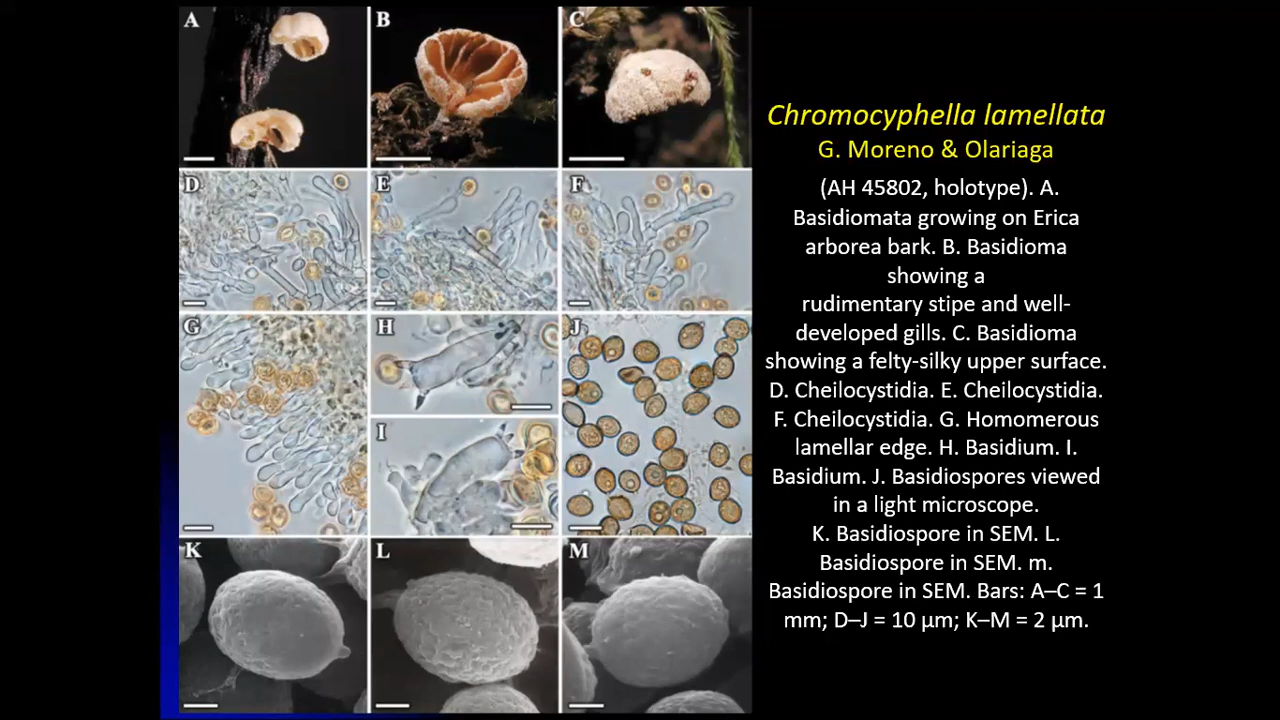 A
B
C
D
E
F
G
H
I
J
K
L
M
Chromocyphella lamellata
G. Moreno & Olariaga
(AH 45802, holotype). A.
Basidiomata growing on Erica
arborea bark. B. Basidioma
showing a
rudimentary stipe and well-
developed gills. C. Basidioma
showing a felty-silky upper surface.
D. Cheilocystidia. E. Cheilocystidia.
F. Cheilocystidia. G. Homomerous
lamellar edge. H. Basidium. I.
Basidium. J. Basidiospores viewed
in a light microscope.
K. Basidiospore in SEM. L.
Basidiospore in SEM. m.
Basidiospore in SEM. Bars: A–C = 1
mm; D–J = 10 μm; K–M = 2 μm.